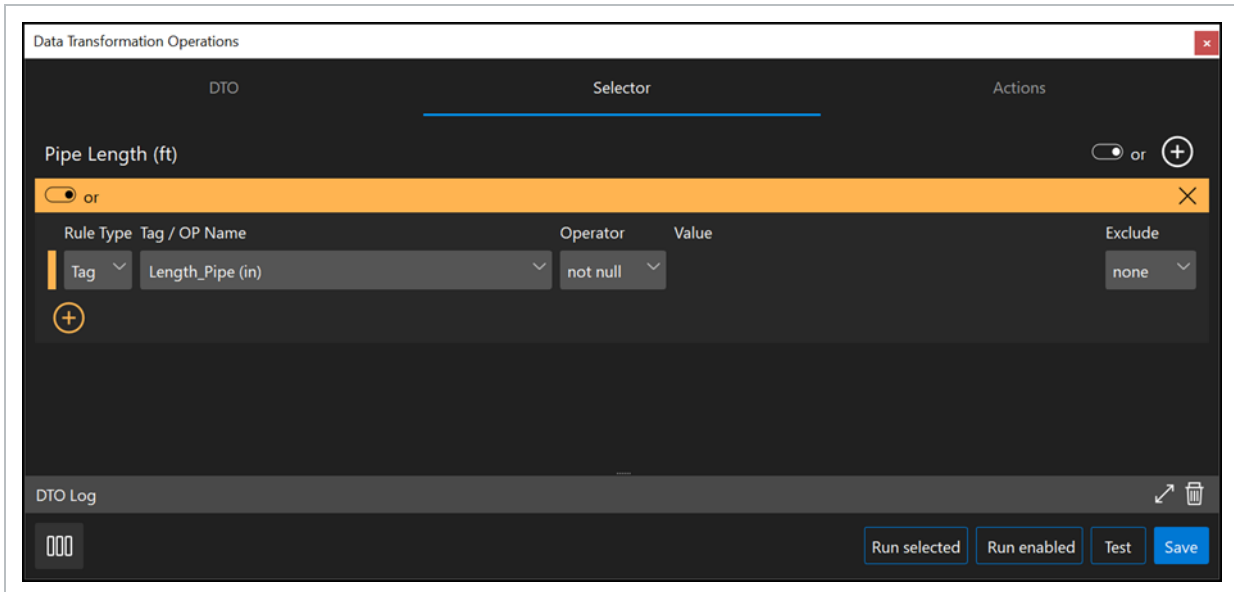 Data Transformation Operations
DTO Selector Actions
Pipe Length (ft) or
or
Rule Type Tag / OP Name Operator Value Exclude
Tag Length_Pipe (in) not null none
DTO Log
Run selected Run enabled Test Save